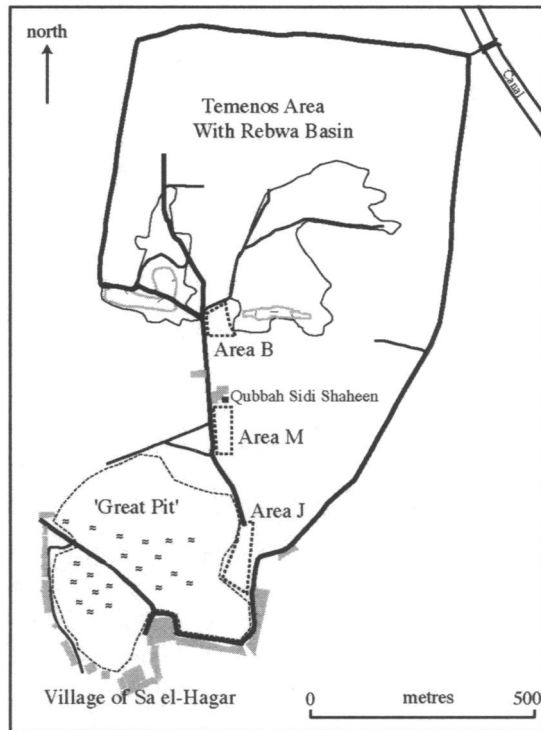 north
Canal
Temenos Area
With Rebwa Basin
Area B
Qubbah Sidi Shaheen
Area M
'Great Pit'
Area J
Village of Sa el-Hagar
0 metres 500